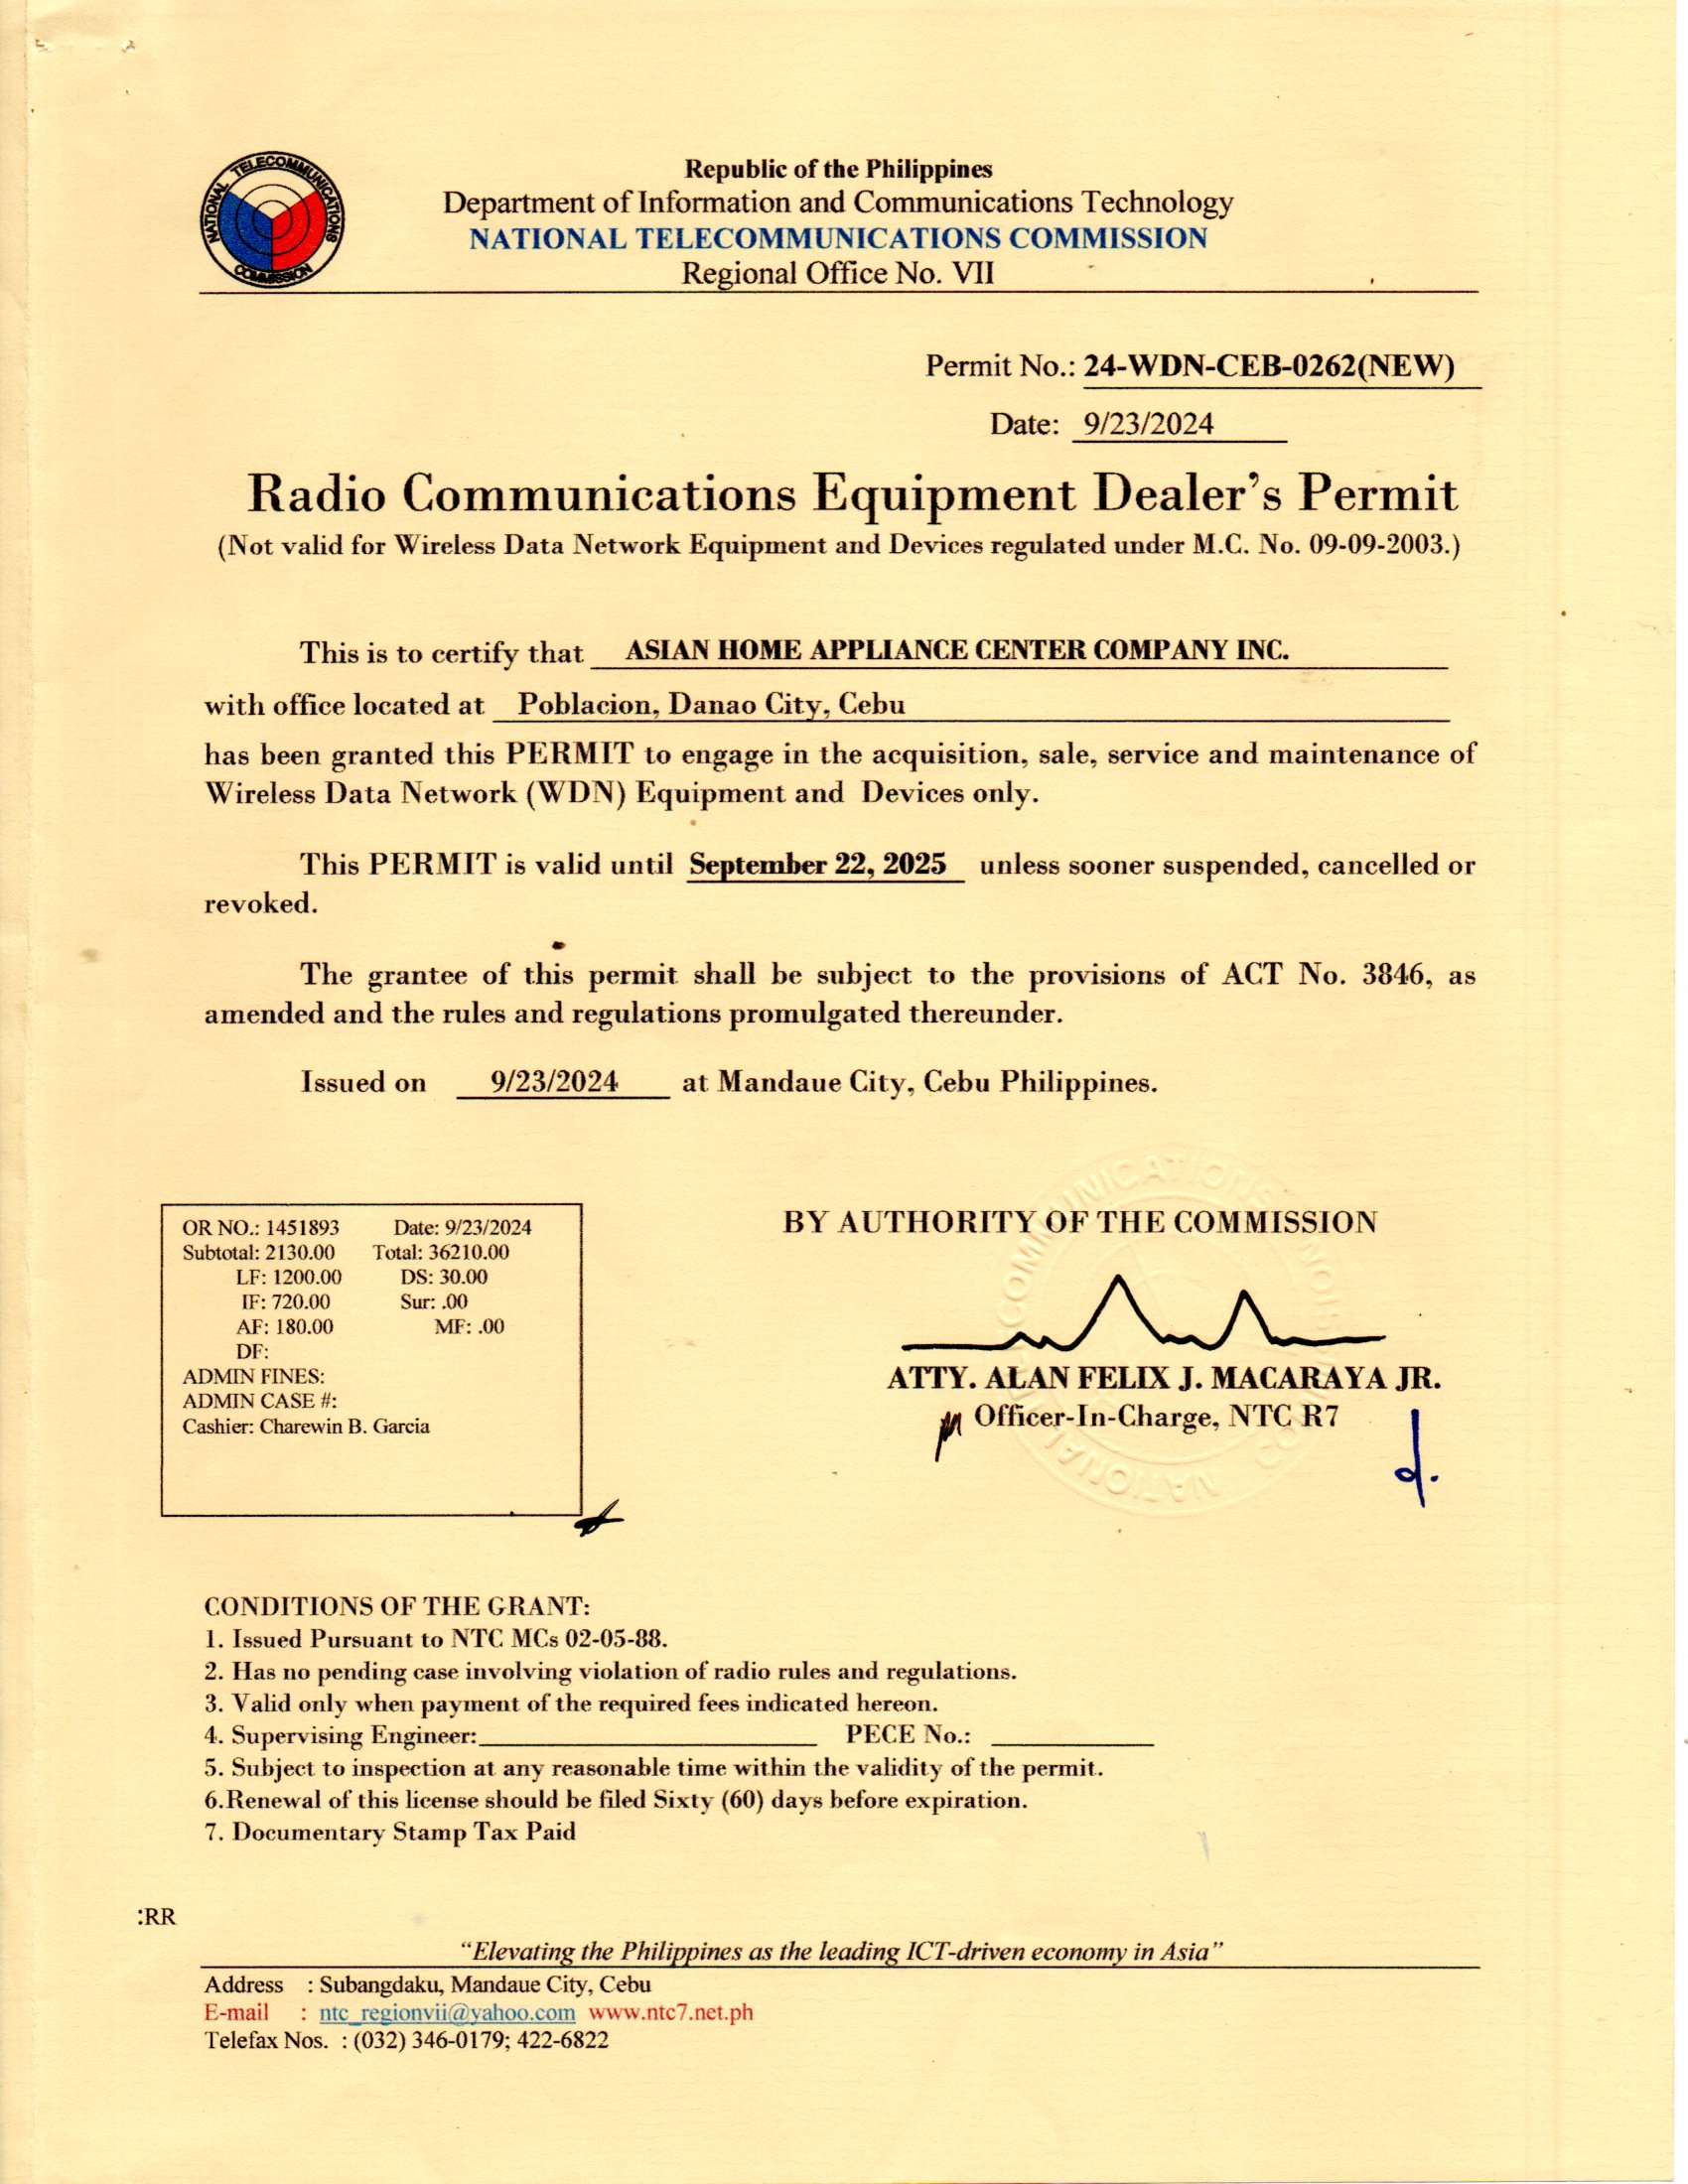 NATIONAL TELECOMMUNICATIONS COMMISSION
Republic of the Philippines
Department of Information and Communications Technology
NATIONAL TELECOMMUNICATIONS COMMISSION
Regional Office No. VII
Permit No.: 24-WDN-CEB-0262(NEW)
Date: 9/23/2024
Radio Communications Equipment Dealer's Permit
(Not valid for Wireless Data Network Equipment and Devices regulated under M.C. No. 09-09-2003.)
This is to certify that ASIAN HOME APPLIANCE CENTER COMPANY INC.
with office located at Poblacion, Danao City, Cebu
has been granted this PERMIT to engage in the acquisition, sale, service and maintenance of
Wireless Data Network (WDN) Equipment and Devices only.
This PERMIT is valid until September 22, 2025 unless sooner suspended, cancelled or
revoked.
The grantee of this permit shall be subject to the provisions of ACT No. 3846, as
amended and the rules and regulations promulgated thereunder.
Issued on 9/23/2024 at Mandaue City, Cebu Philippines.
OR NO.: 1451893 Date: 9/23/2024
Subtotal: 2130.00 Total: 36210.00
LF: 1200.00 DS: 30.00
IF: 720.00 Sur: .00
AF: 180.00 MF: .00
DF:
ADMIN FINES:
ADMIN CASE #:
Cashier: Charewin B. Garcia
BY AUTHORITY OF THE COMMISSION
ATTY. ALAN FELIX J. MACARAYA JR.
Officer-In-Charge, NTC R7
CONDITIONS OF THE GRANT:
1. Issued Pursuant to NTC MCs 02-05-88.
2. Has no pending case involving violation of radio rules and regulations.
3. Valid only when payment of the required fees indicated hereon.
4. Supervising Engineer:____________________ PECE No.: __________
5. Subject to inspection at any reasonable time within the validity of the permit.
6.Renewal of this license should be filed Sixty (60) days before expiration.
7. Documentary Stamp Tax Paid
:RR
"Elevating the Philippines as the leading ICT-driven economy in Asia"
Address : Subangdaku, Mandaue City, Cebu
E-mail : ntc_regionvii@yahoo.com www.ntc7.net.ph
Telefax Nos. : (032) 346-0179; 422-6822